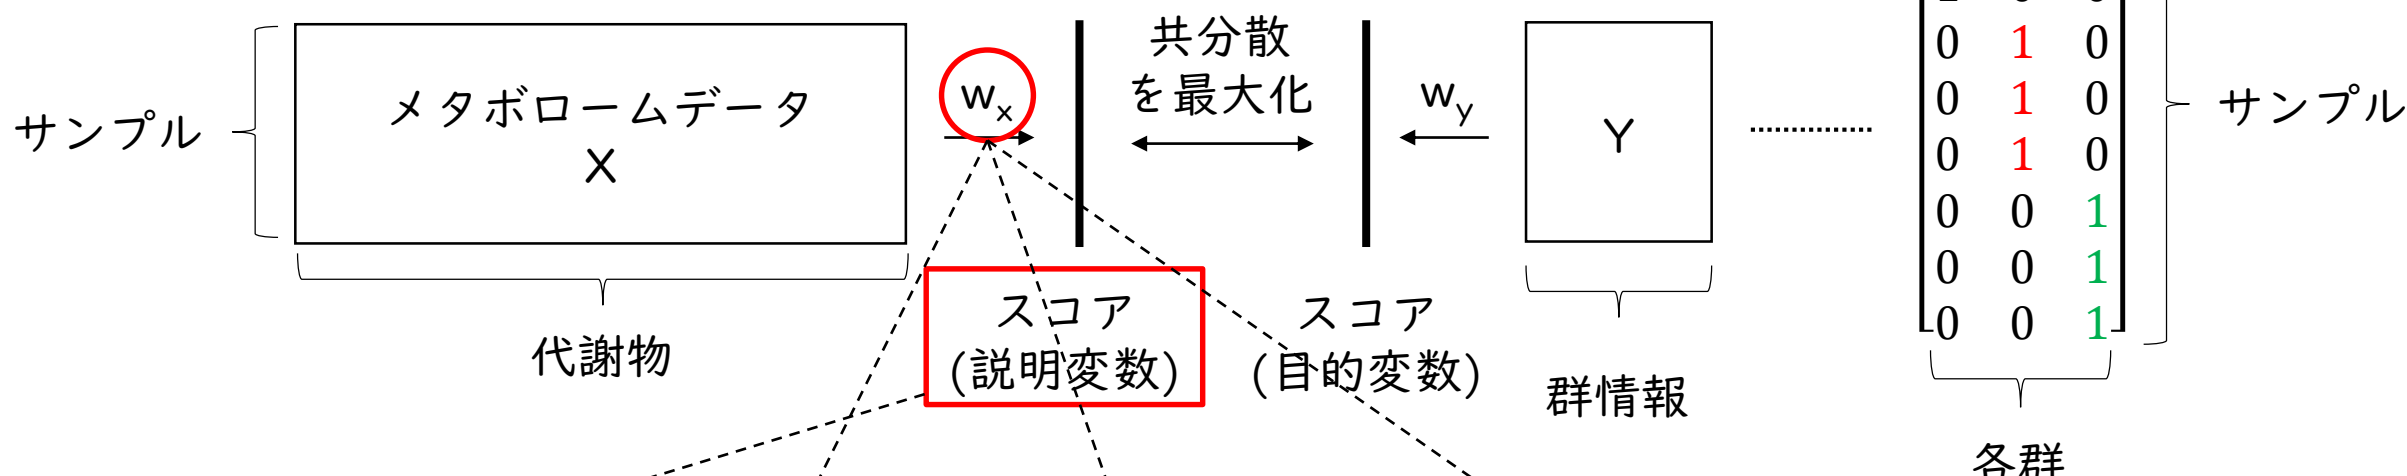 サンプル
メタボロームデータ
X
wx
共分散
を最大化
wy
Y
0 1 0
0 1 0
0 1 0
0 0 1
0 0 1
0 0 1
サンプル
代謝物
スコア
(説明変数)
スコア
(目的変数)
群情報
各群